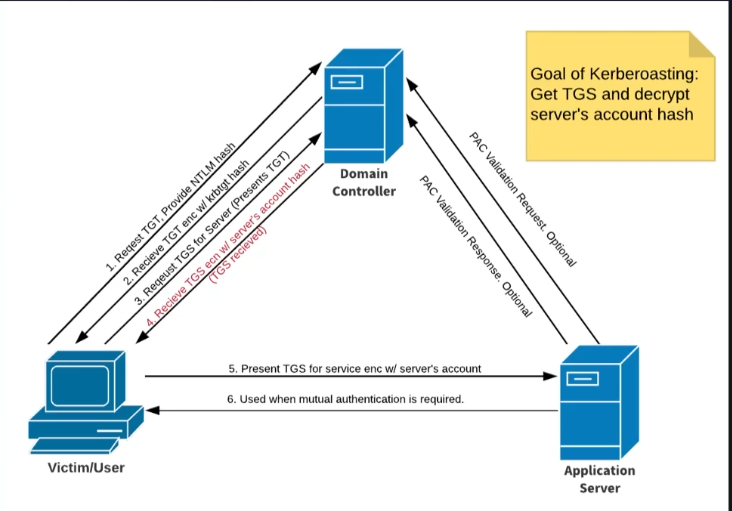 Goal of Kerberoasting:
Get TGS and decrypt
server's account hash
Domain
Controller
1. Reqest TGT, Provide NTLM hash
2. Recieve TGT enc w/ krbtgt hash
3. Reqeust TGS for Server (Presents TGT)
4. Recieve TGS ecn w/ server's account hash
(TGS recieved)
PAC Validation Request. Optional
PAC Validation Response. Optional
5. Present TGS for service enc w/ server's account
6. Used when mutual authentication is required.
Victim/User
Application
Server